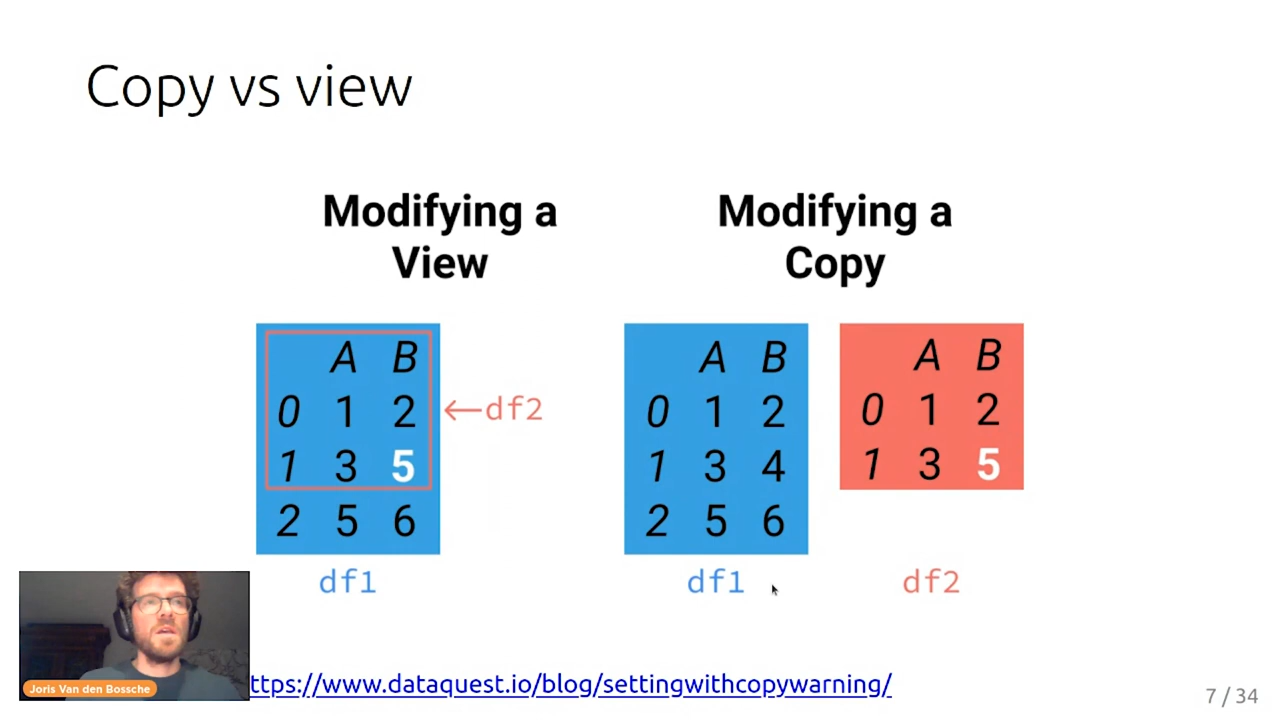 Copy vs view
Modifying a
View
Modifying a
Copy
A B
0 1 2
1 3 5
2 5 6
←df2
df1
A B
0 1 2
1 3 4
2 5 6
df1
A B
0 1 2
1 3 5
df2
Joris Van den Bossche
ttps://www.dataquest.io/blog/settingwithcopywarning/
7 / 34